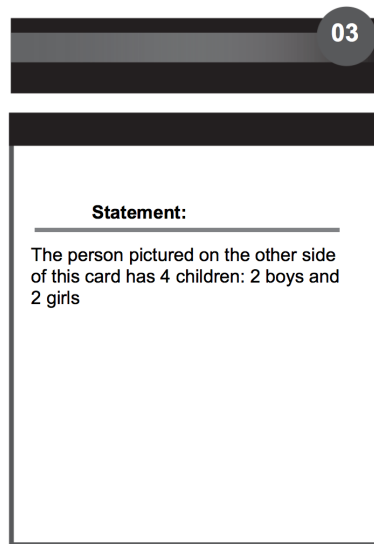 03
Statement:
The person pictured on the other side
of this card has 4 children: 2 boys and
2 girls